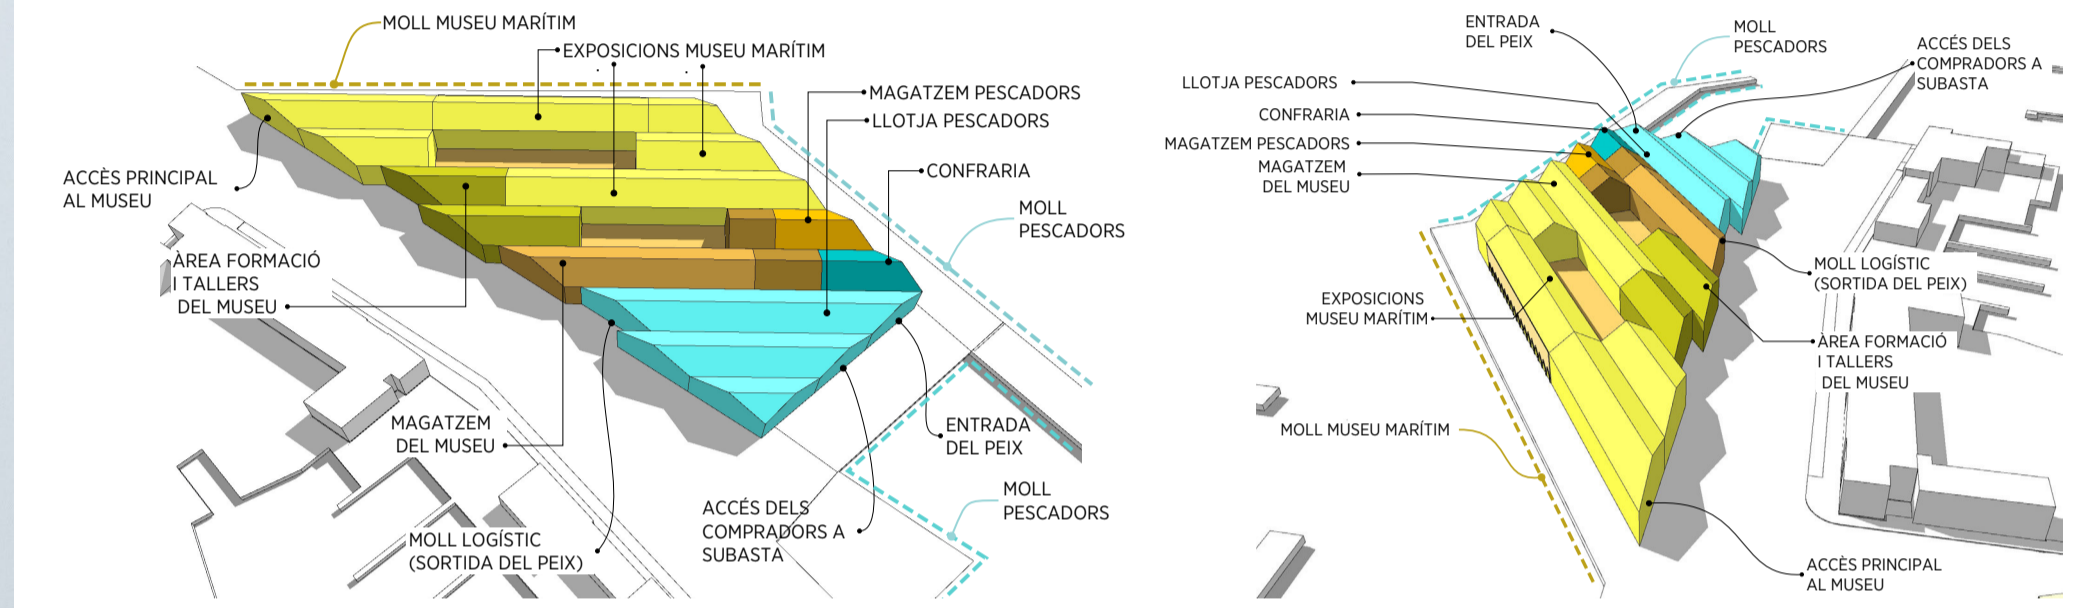 MOLL MUSEU MARÍTIM
EXPOSICIONS MUSEU MARÍTIM
MAGATZEM PESCADORS
LLOTJA PESCADORS
CONFRARIA
ACCÈS PRINCIPAL
AL MUSEU
MOLL
PESCADORS
ÀREA FORMACIÓ
I TALLERS
DEL MUSEU
MAGATZEM
DEL MUSEU
ENTRADA
DEL PEIX
MOLL
PESCADORS
ACCÉS DELS
COMPRADORS A
SUBASTA
MOLL LOGÍSTIC
(SORTIDA DEL PEIX)
ENTRADA
DEL PEIX
MOLL
PESCADORS
ACCÉS DELS
COMPRADORS A
SUBASTA
LLOTJA PESCADORS
CONFRARIA
MAGATZEM PESCADORS
MAGATZEM
DEL MUSEU
MOLL LOGÍSTIC
(SORTIDA DEL PEIX)
EXPOSICIONS
MUSEU MARÍTIM
ÀREA FORMACIÓ
I TALLERS
DEL MUSEU
MOLL MUSEU MARÍTIM
ACCÈS PRINCIPAL
AL MUSEU